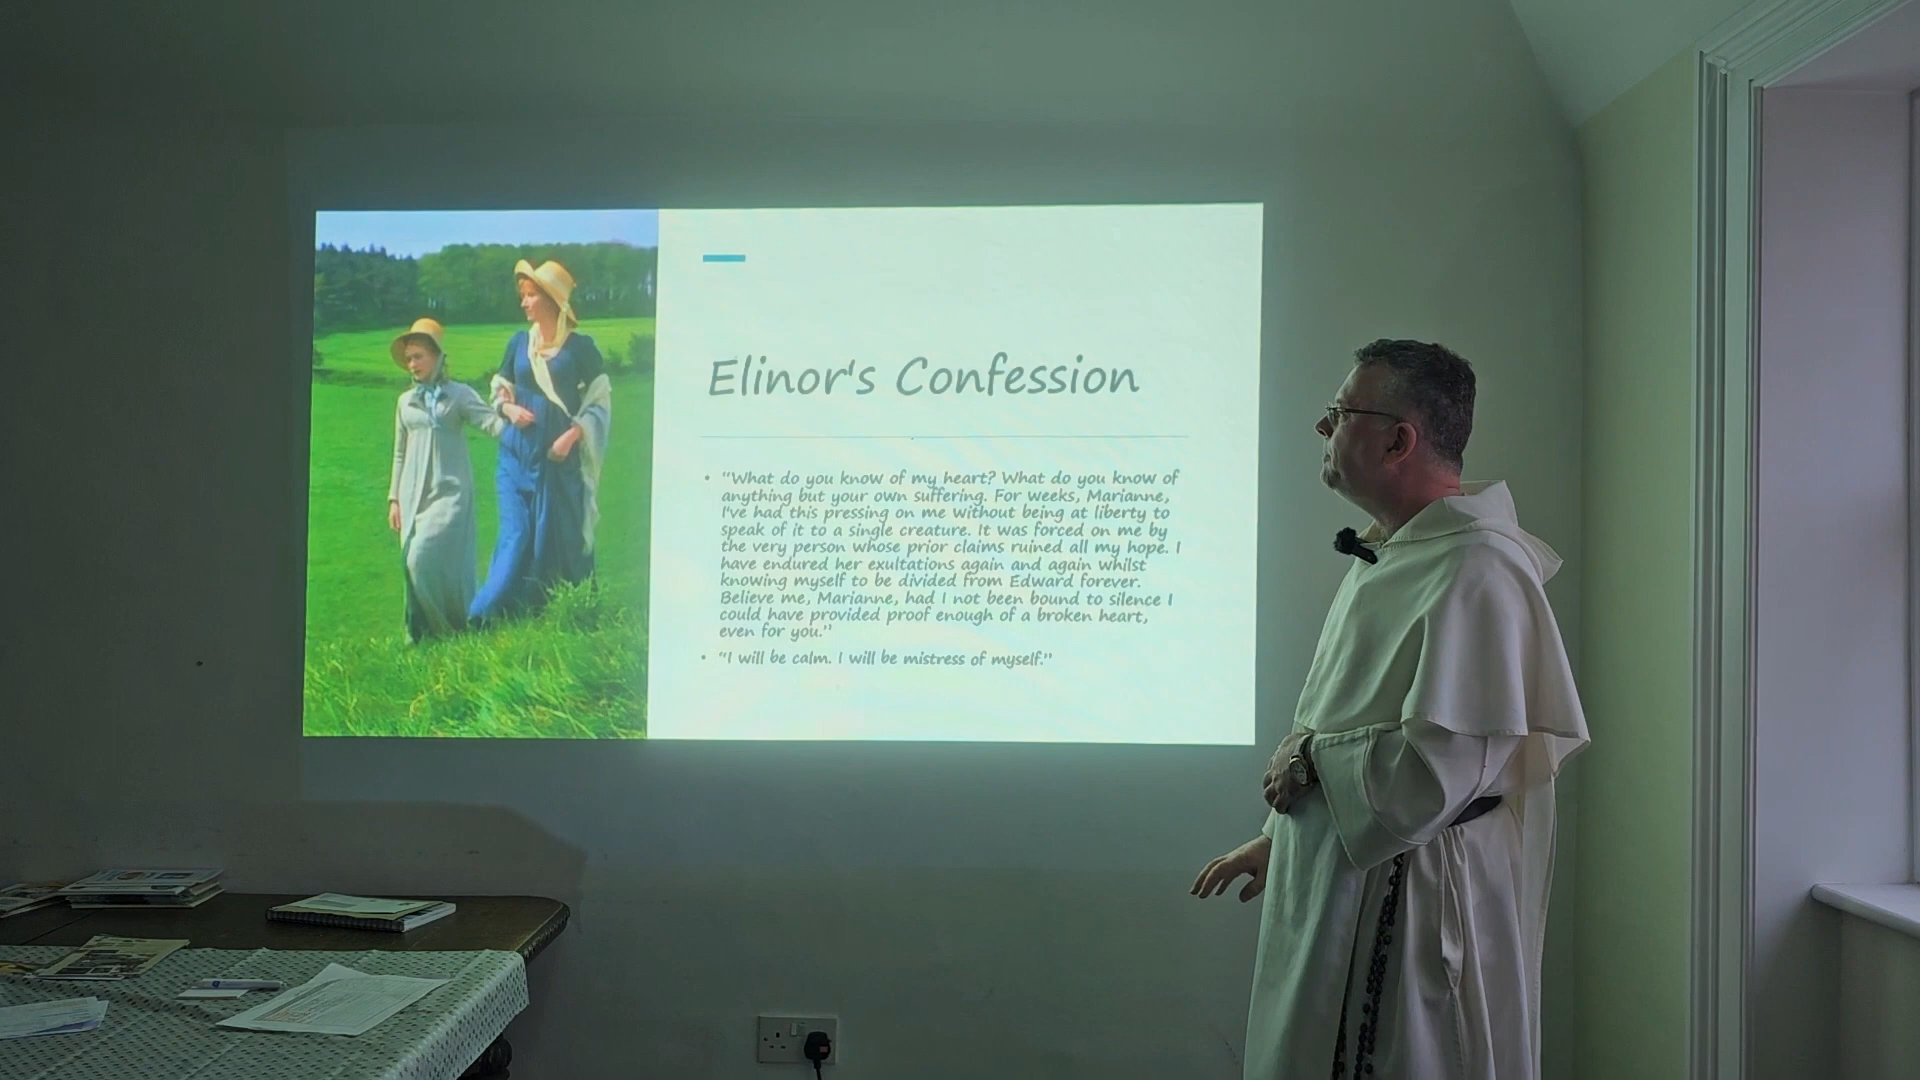 Elinor's Confession
• “What do you know of my heart? What do you know of
anything but your own suffering. For weeks, Marianne,
I've had this pressing on me without being at liberty to
speak of it to a single creature. It was forced on me by
the very person whose prior claims ruined all my hope. I
have endured her exultations again and again whilst
knowing myself to be divided from Edward forever.
Believe me, Marianne, had I not been bound to silence I
could have provided proof enough of a broken heart,
even for you.”
• “I will be calm. I will be mistress of myself.”